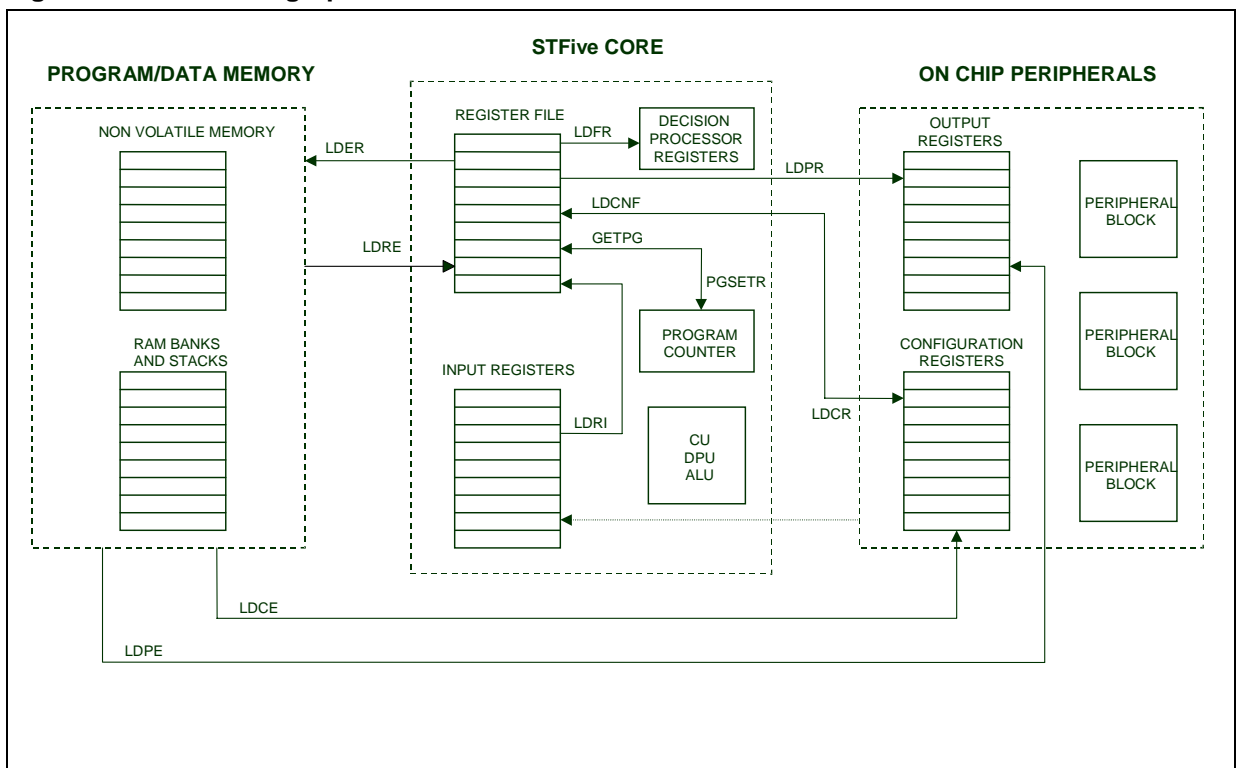 STFive CORE
PROGRAM/DATA MEMORY
ON CHIP PERIPHERALS
NON VOLATILE MEMORY
LDER
RAM BANKS
AND STACKS
LDRE
REGISTER FILE
LDFR
DECISION
PROCESSOR
REGISTERS
LDPR
LDCNF
GETPG
PGSETR
PROGRAM
COUNTER
INPUT REGISTERS
LDRI
CU
DPU
ALU
OUTPUT
REGISTERS
CONFIGURATION
REGISTERS
LDCR
PERIPHERAL
BLOCK
PERIPHERAL
BLOCK
PERIPHERAL
BLOCK
LDCE
LDPE